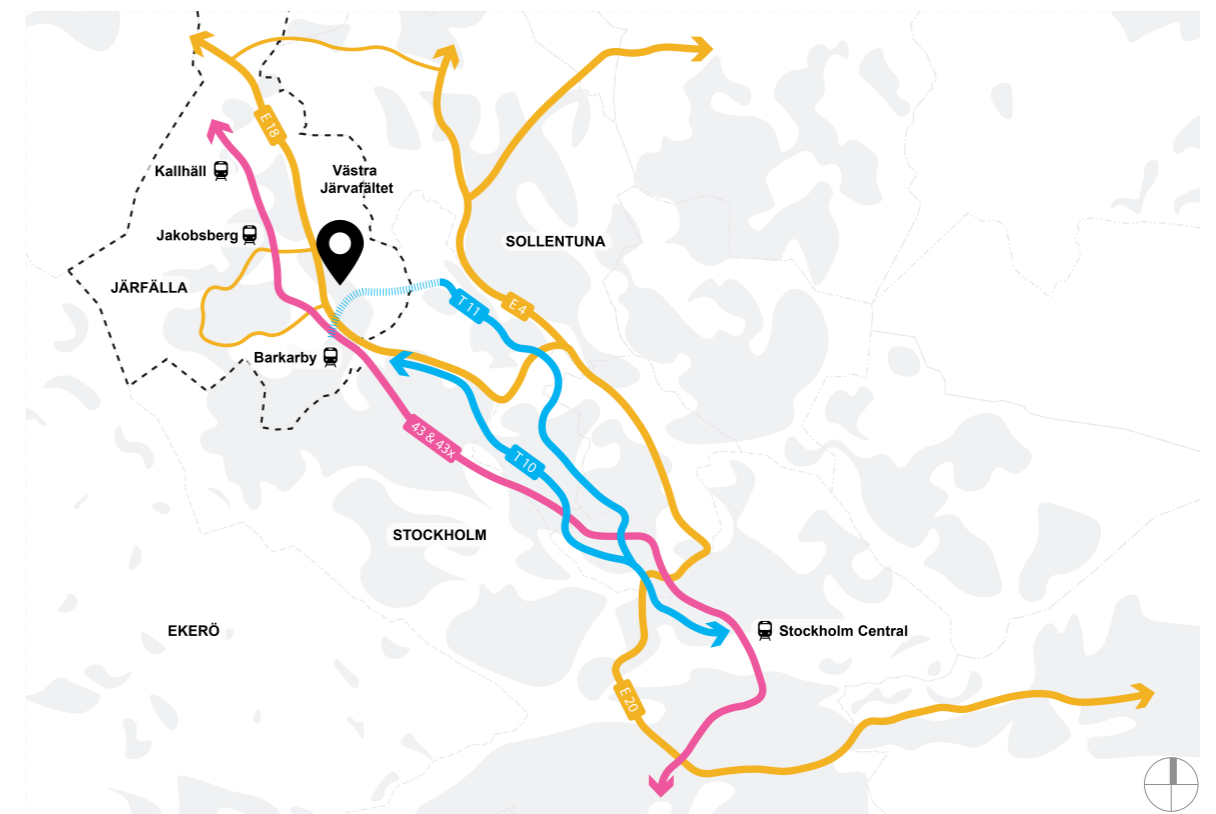 E 18
Kallhäll
Västra
Järvafältet
Jakobsberg
SOLLENTUNA
JÄRFÄLLA
T 11
E 4
Barkarby
43 & 43x
T 10
STOCKHOLM
EKERÖ
Stockholm Central
E 20